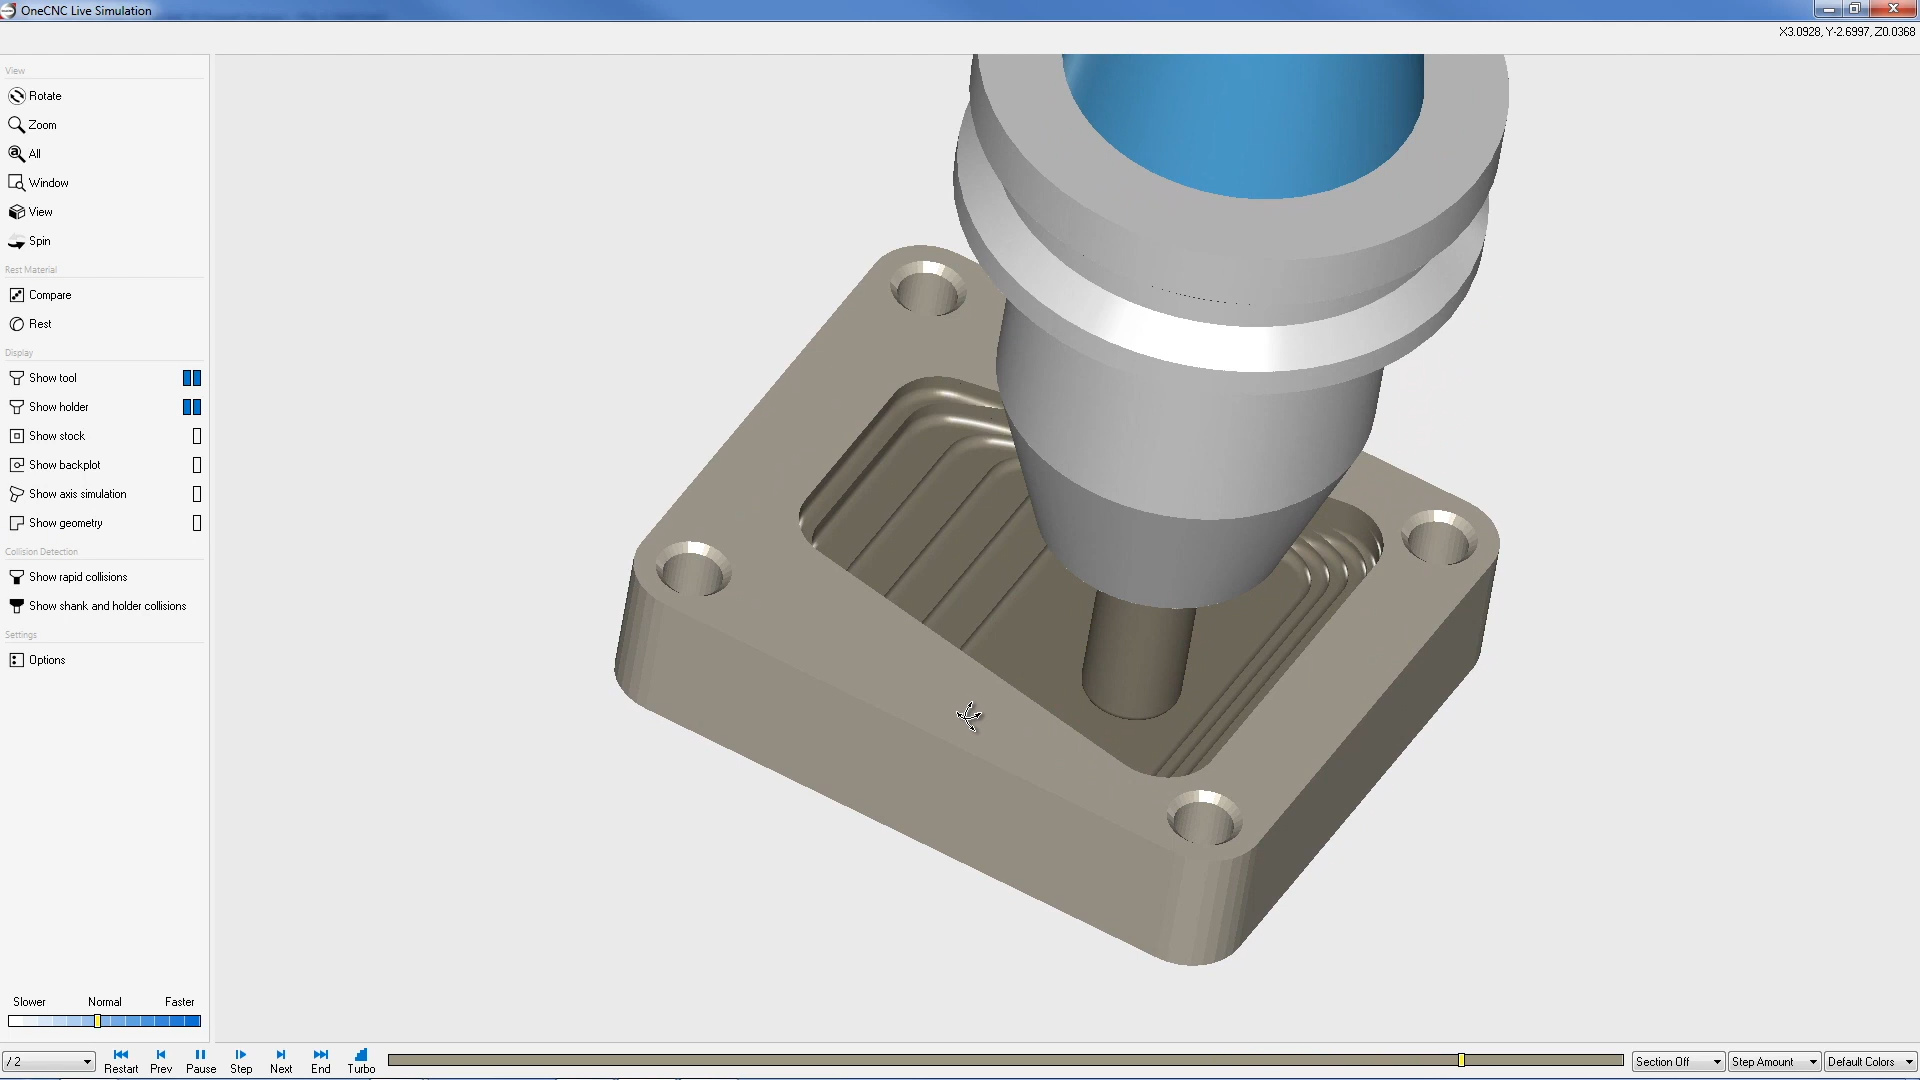 OneCNC Live Simulation
X3.0928, Y-2.6997, Z0.0368
View
Rotate
Zoom
All
Window
View
Spin
Rest Material
Compare
Rest
Display
Show tool
Show holder
Show stock
Show backplot
Show axis simulation
Show geometry
Collision Detection
Show rapid collisions
Show shank and holder collisions
Settings
Options
Slower Normal Faster
/ 2 Restart Prev Pause Step Next End Turbo Section Off Step Amount Default Colors